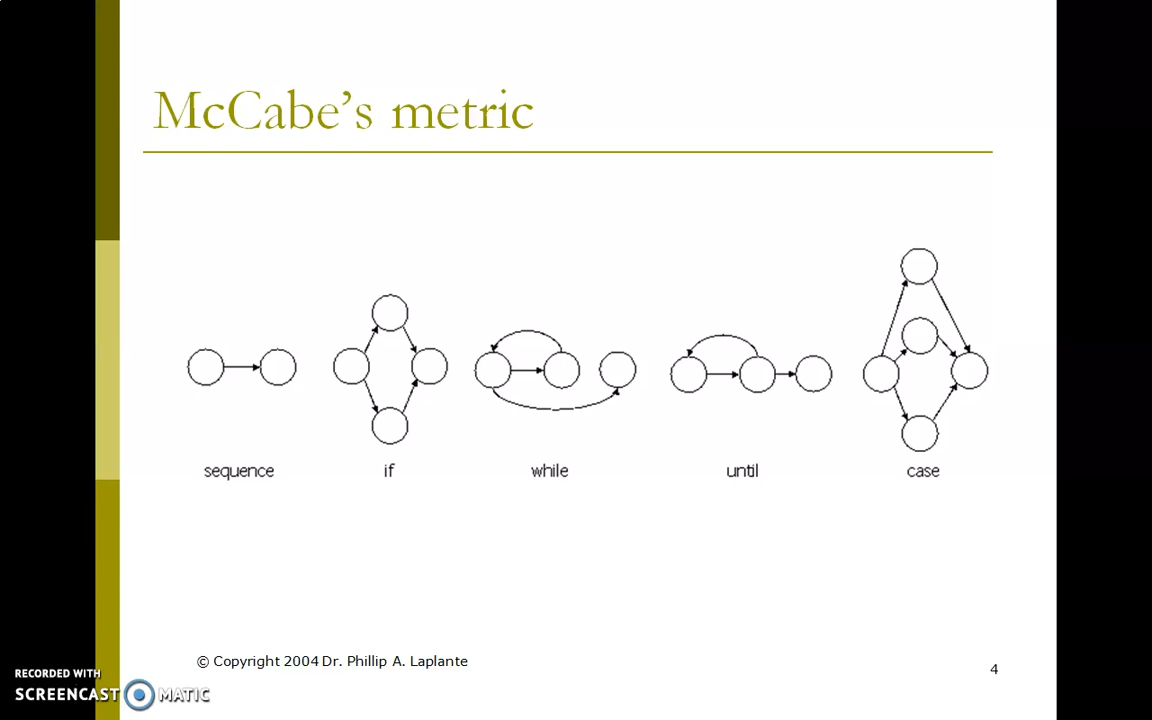 McCabe’s metric
sequence if while until case
© Copyright 2004 Dr. Phillip A. Laplante
4
RECORDED WITH
SCREENCAST MATIC